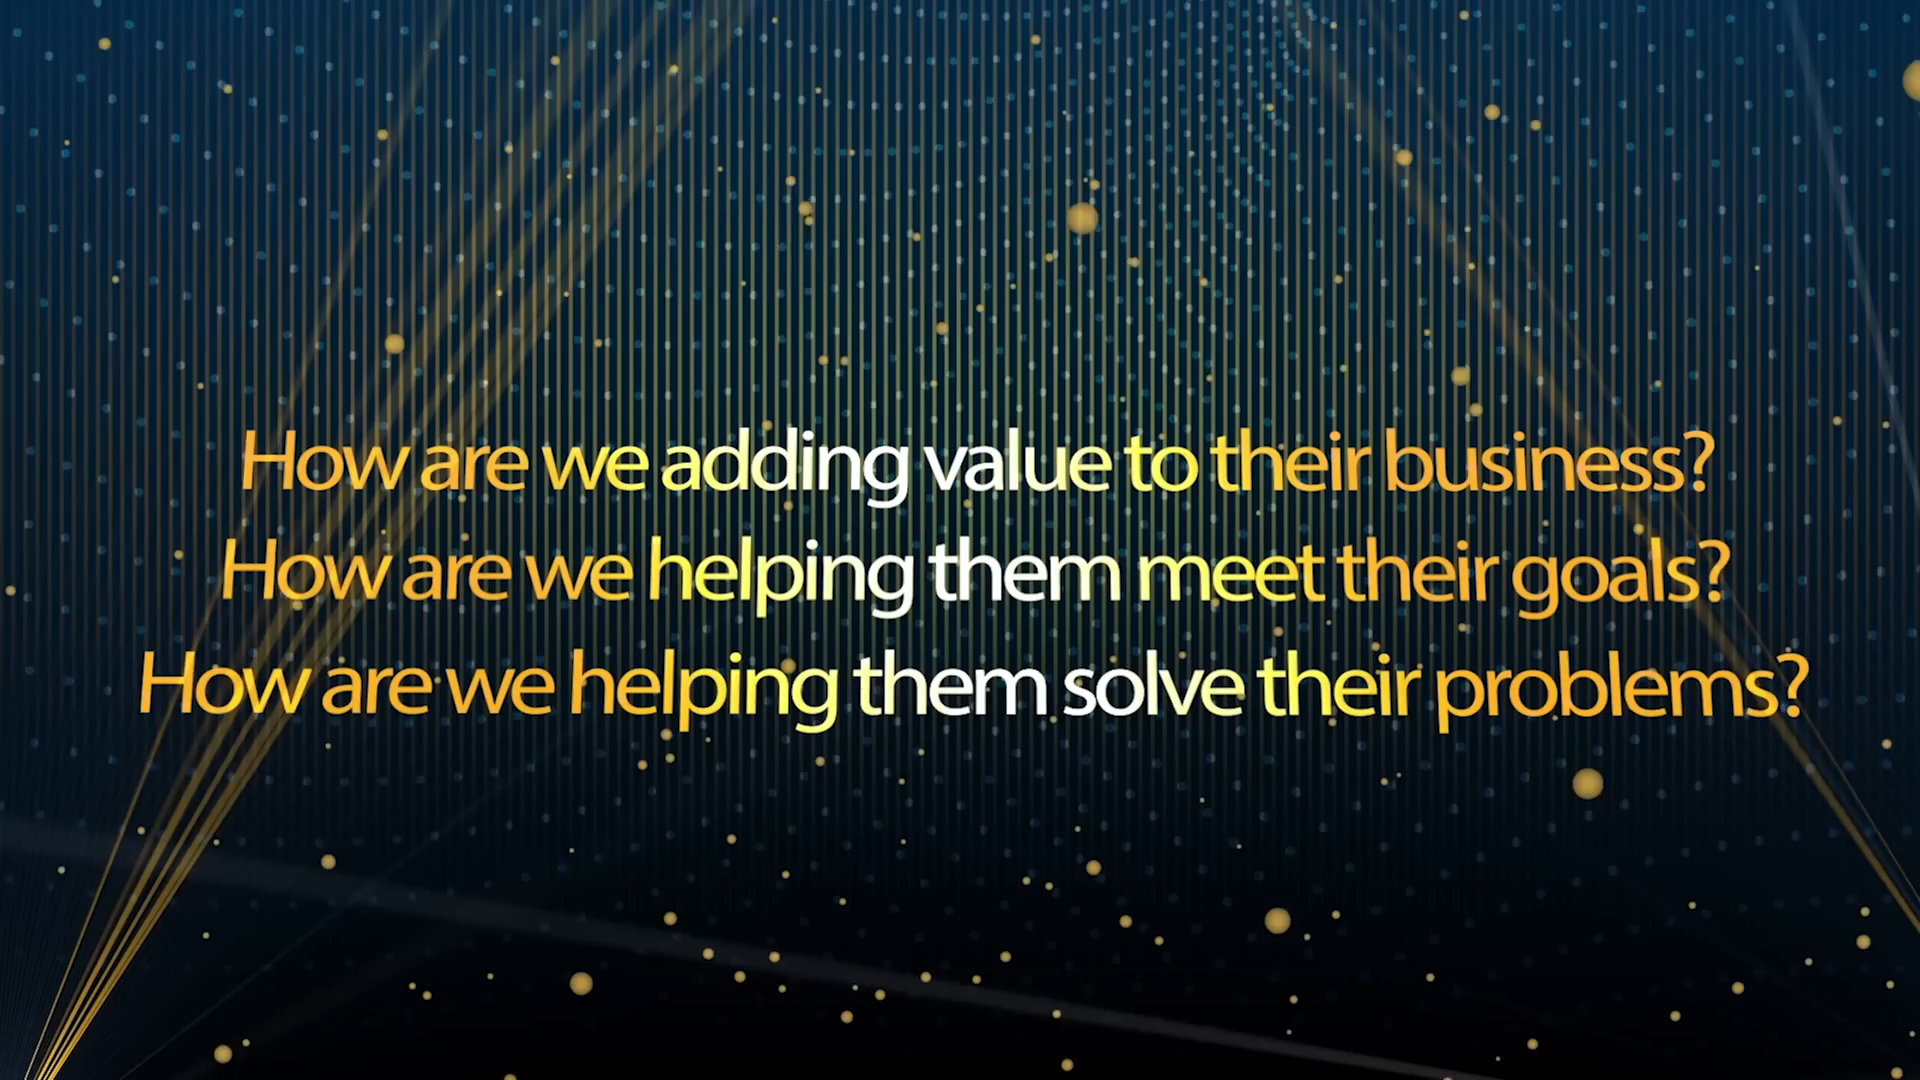 How are we adding value to their business?
How are we helping them meet their goals?
How are we helping them solve their problems?